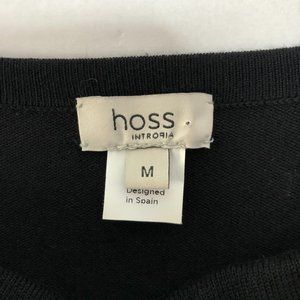 hoss
INTROPIA
M
Designed
in Spain